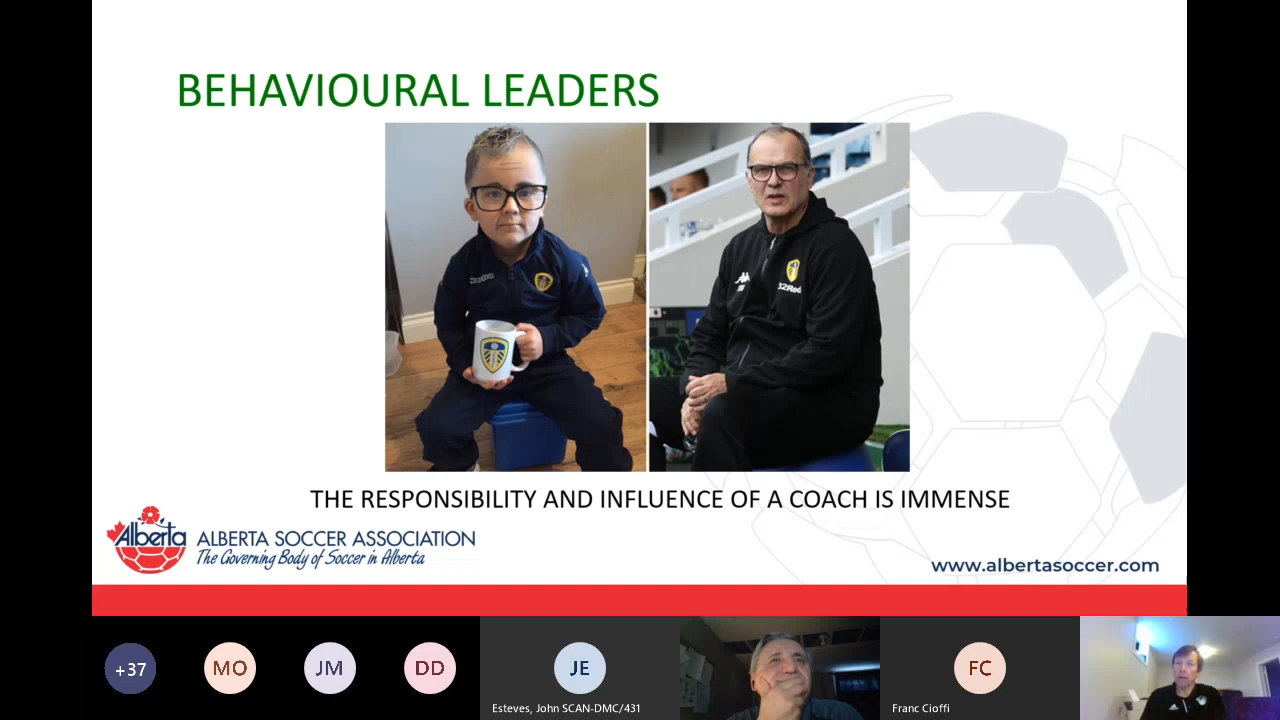 BEHAVIOURAL LEADERS
32Red
THE RESPONSIBILITY AND INFLUENCE OF A COACH IS IMMENSE
Alberta
ALBERTA SOCCER ASSOCIATION
The Governing Body of Soccer in Alberta
www.albertasoccer.com
+37
MO
JM
DD
JE
FC
Esteves, John SCAN-DMC/431
Franc Cioffi